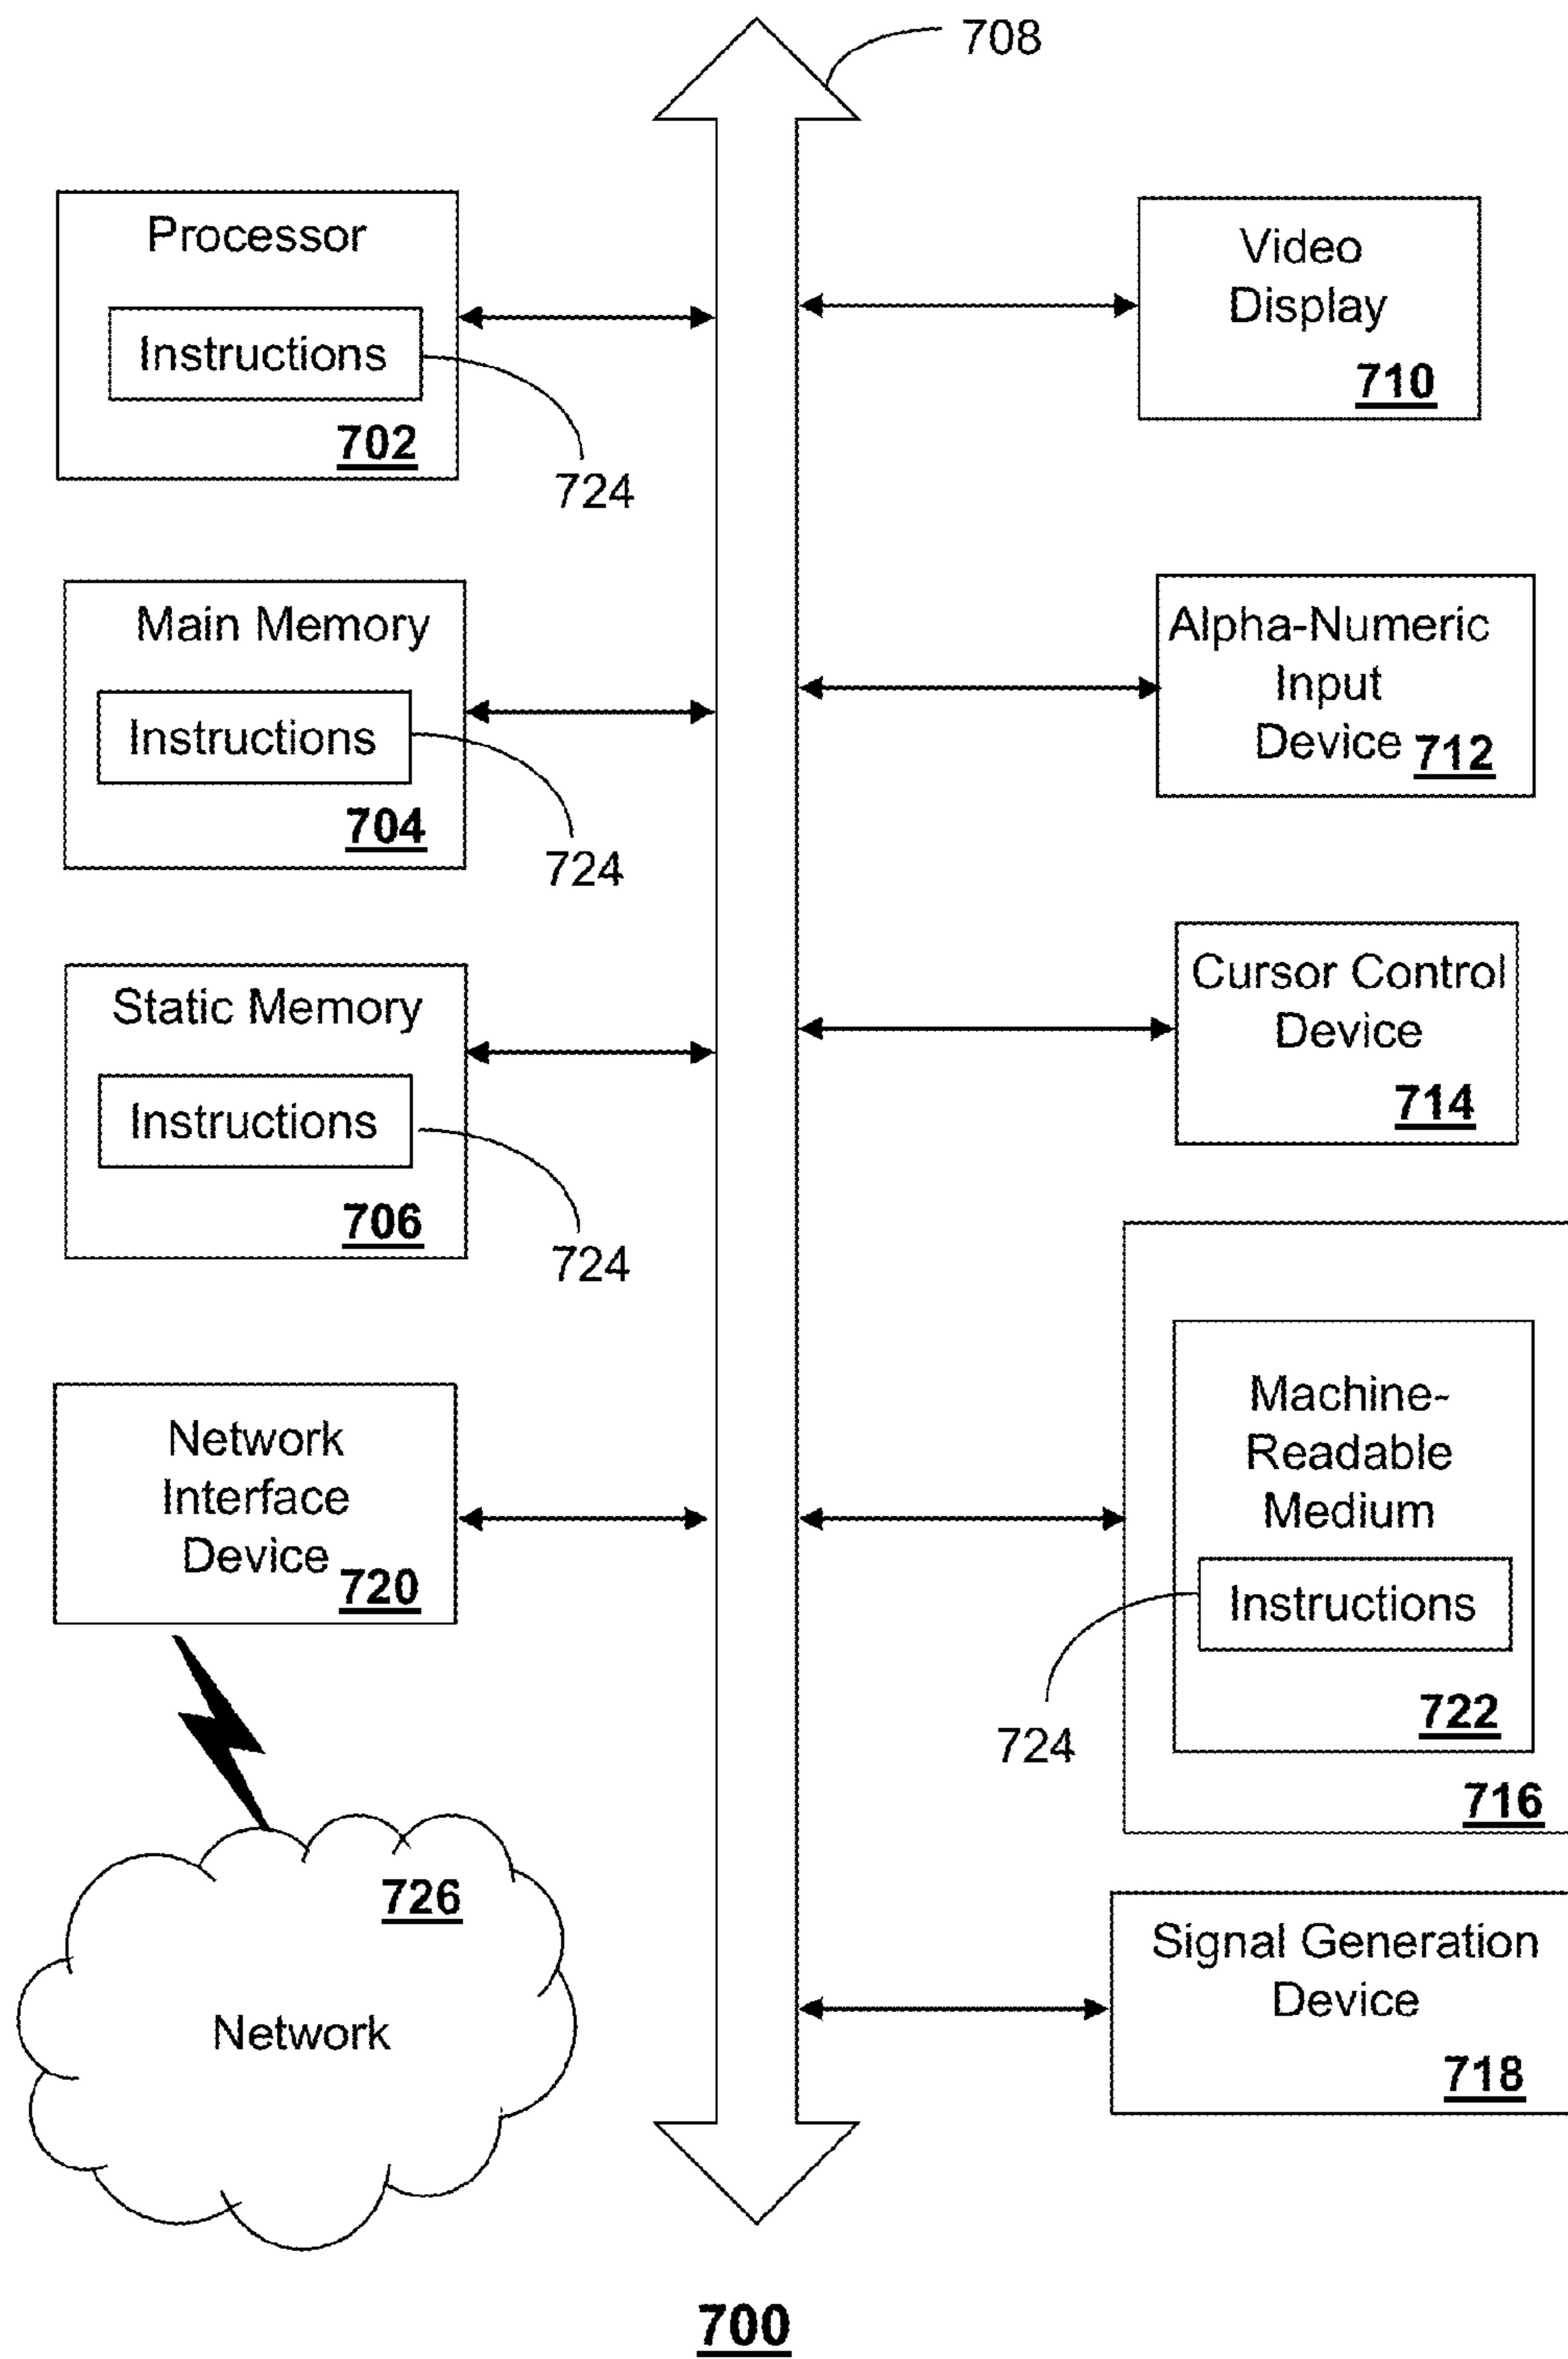 708
Processor
Instructions
702
724
Main Memory
Instructions
704
724
Static Memory
Instructions
706
724
Network
Interface
Device
720
726
Network
Video
Display
710
Alpha-Numeric
Input
Device
712
Cursor Control
Device
714
Machine-
Readable
Medium
Instructions
722
724
716
Signal Generation
Device
718
700